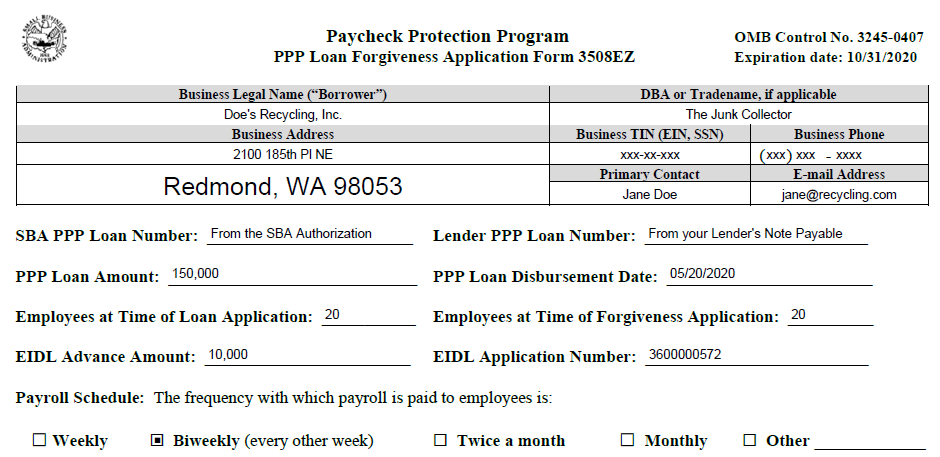 Paycheck Protection Program
OMB Control No. 3245-0407
PPP Loan Forgiveness Application Form 3508EZ
Expiration date: 10/31/2020
Business Legal Name (“Borrower”) DBA or Tradename, if applicable
Doe's Recycling, Inc. The Junk Collector
Business Address Business TIN (EIN, SSN) Business Phone
2100 185th Pl NE xxx-xx-xxx (xxx) xxx - xxxx
Redmond, WA 98053
Primary Contact E-mail Address
Jane Doe jane@recycling.com
SBA PPP Loan Number: From the SBA Authorization Lender PPP Loan Number: From your Lender's Note Payable
PPP Loan Amount: 150,000 PPP Loan Disbursement Date: 05/20/2020
Employees at Time of Loan Application: 20 Employees at Time of Forgiveness Application: 20
EIDL Advance Amount: 10,000 EIDL Application Number: 3600000572
Payroll Schedule: The frequency with which payroll is paid to employees is:
Weekly Biweekly (every other week) Twice a month Monthly Other